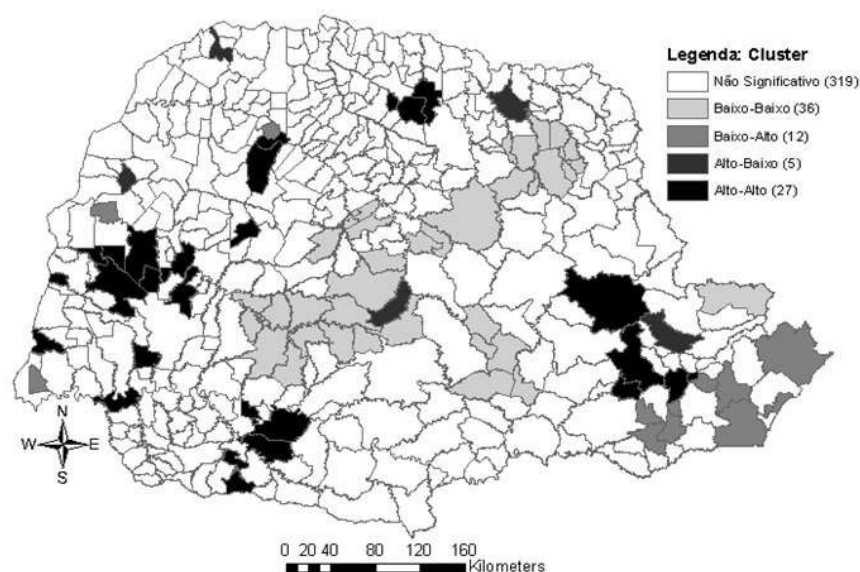 Legenda: Cluster
Não Significativo (319)
Baixo-Baixo (36)
Baixo-Alto (12)
Alto-Baixo (5)
Alto-Alto (27)
N
W E
S
0 20 40 80 120 160
Kilometers